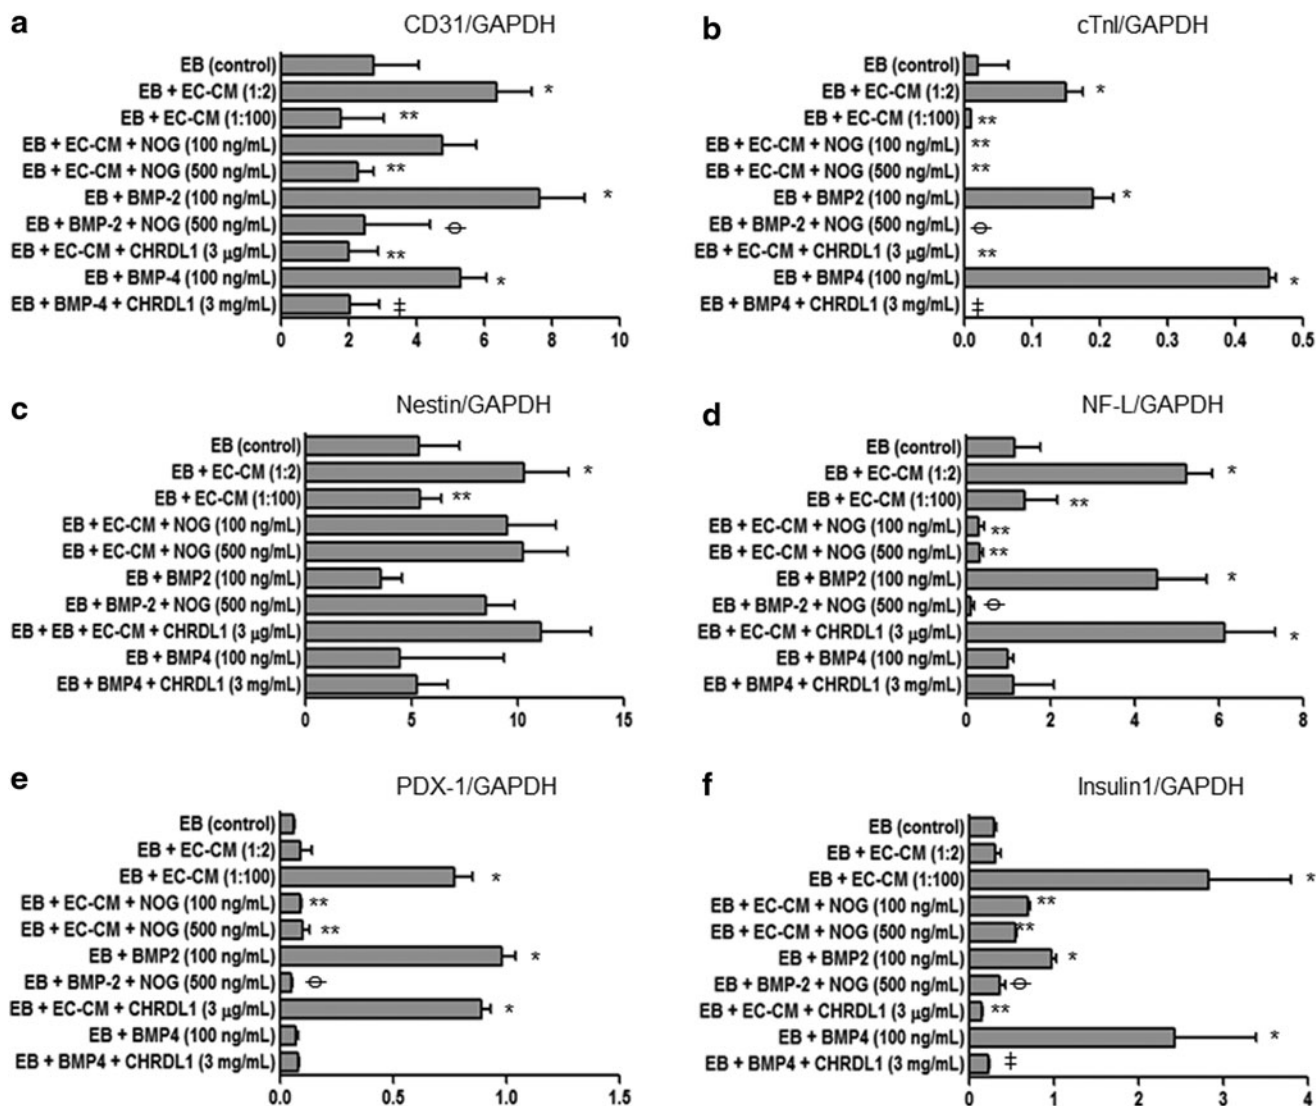 a
CD31/GAPDH
EB (control)
EB + EC-CM (1:2) *
EB + EC-CM (1:100) **
EB + EC-CM + NOG (100 ng/mL)
EB + EC-CM + NOG (500 ng/mL) **
EB + BMP-2 (100 ng/mL) *
EB + BMP-2 + NOG (500 ng/mL) ⊖
EB + EC-CM + CHRDL1 (3 µg/mL) **
EB + BMP-4 (100 ng/mL) *
EB + BMP-4 + CHRDL1 (3 mg/mL) ‡
0 2 4 6 8 10
b
cTnI/GAPDH
EB (control)
EB + EC-CM (1:2) *
EB + EC-CM (1:100) **
EB + EC-CM + NOG (100 ng/mL) **
EB + EC-CM + NOG (500 ng/mL) **
EB + BMP2 (100 ng/mL) *
EB + BMP-2 + NOG (500 ng/mL) ⊖
EB + EC-CM + CHRDL1 (3 µg/mL) **
EB + BMP4 (100 ng/mL) *
EB + BMP4 + CHRDL1 (3 mg/mL) ‡
0.0 0.1 0.2 0.3 0.4 0.5
c
Nestin/GAPDH
EB (control)
EB + EC-CM (1:2) *
EB + EC-CM (1:100) **
EB + EC-CM + NOG (100 ng/mL)
EB + EC-CM + NOG (500 ng/mL)
EB + BMP2 (100 ng/mL)
EB + BMP-2 + NOG (500 ng/mL)
EB + EB + EC-CM + CHRDL1 (3 µg/mL)
EB + BMP4 (100 ng/mL)
EB + BMP4 + CHRDL1 (3 mg/mL)
0 5 10 15
d
NF-L/GAPDH
EB (control)
EB + EC-CM (1:2) *
EB + EC-CM (1:100) **
EB + EC-CM + NOG (100 ng/mL) **
EB + EC-CM + NOG (500 ng/mL) **
EB + BMP2 (100 ng/mL) *
EB + BMP-2 + NOG (500 ng/mL) ⊖
EB + EC-CM + CHRDL1 (3 µg/mL) *
EB + BMP4 (100 ng/mL)
EB + BMP4 + CHRDL1 (3 mg/mL)
0 2 4 6 8
e
PDX-1/GAPDH
EB (control)
EB + EC-CM (1:2)
EB + EC-CM (1:100) *
EB + EC-CM + NOG (100 ng/mL) **
EB + EC-CM + NOG (500 ng/mL) **
EB + BMP2 (100 ng/mL) *
EB + BMP-2 + NOG (500 ng/mL) ⊖
EB + EC-CM + CHRDL1 (3 µg/mL) *
EB + BMP4 (100 ng/mL)
EB + BMP4 + CHRDL1 (3 mg/mL)
0.0 0.5 1.0 1.5
f
Insulin1/GAPDH
EB (control)
EB + EC-CM (1:2)
EB + EC-CM (1:100) *
EB + EC-CM + NOG (100 ng/mL) **
EB + EC-CM + NOG (500 ng/mL) **
EB + BMP2 (100 ng/mL) *
EB + BMP-2 + NOG (500 ng/mL) ⊖
EB + EC-CM + CHRDL1 (3 µg/mL) **
EB + BMP4 (100 ng/mL) *
EB + BMP4 + CHRDL1 (3 mg/mL) ‡
0 1 2 3 4